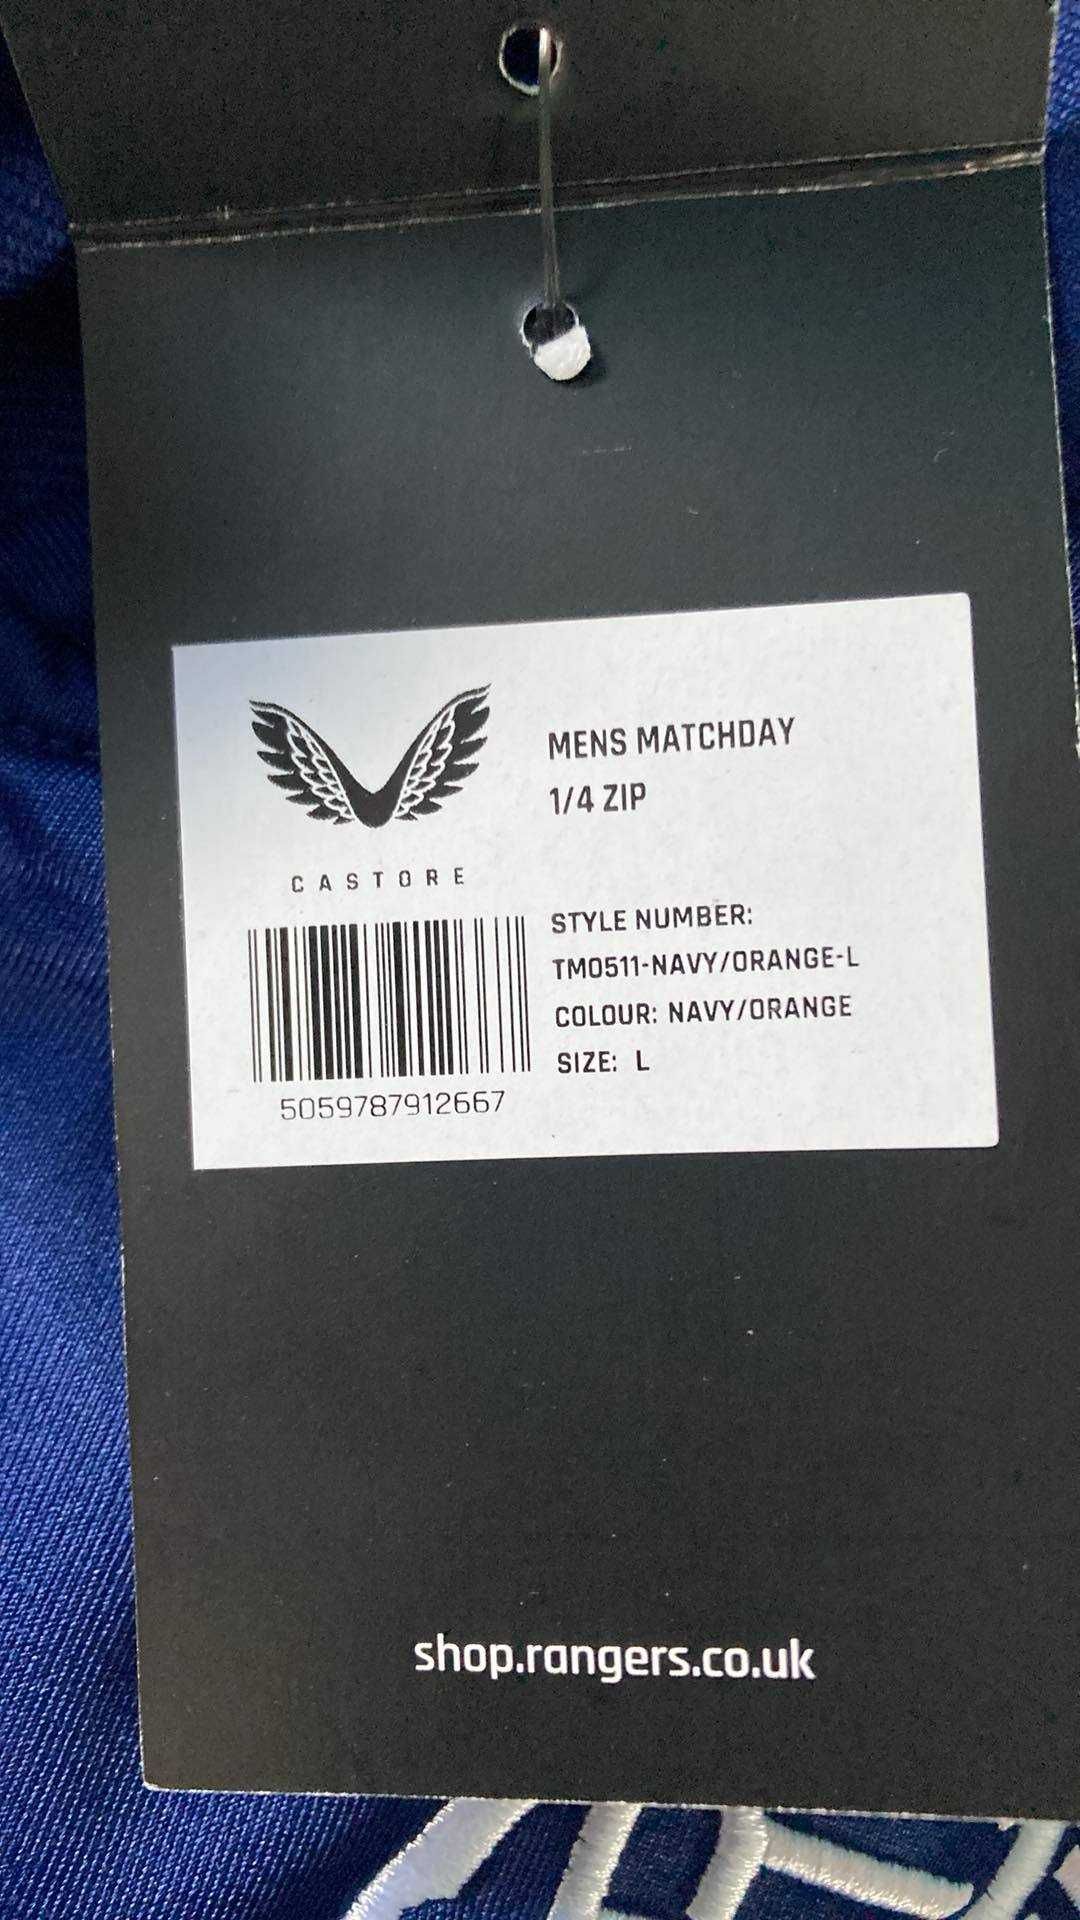 CASTORE
5059787912667
MENS MATCHDAY
1/4 ZIP
STYLE NUMBER:
TM0511-NAVY/ORANGE-L
COLOUR: NAVY/ORANGE
SIZE: L
shop.rangers.co.uk